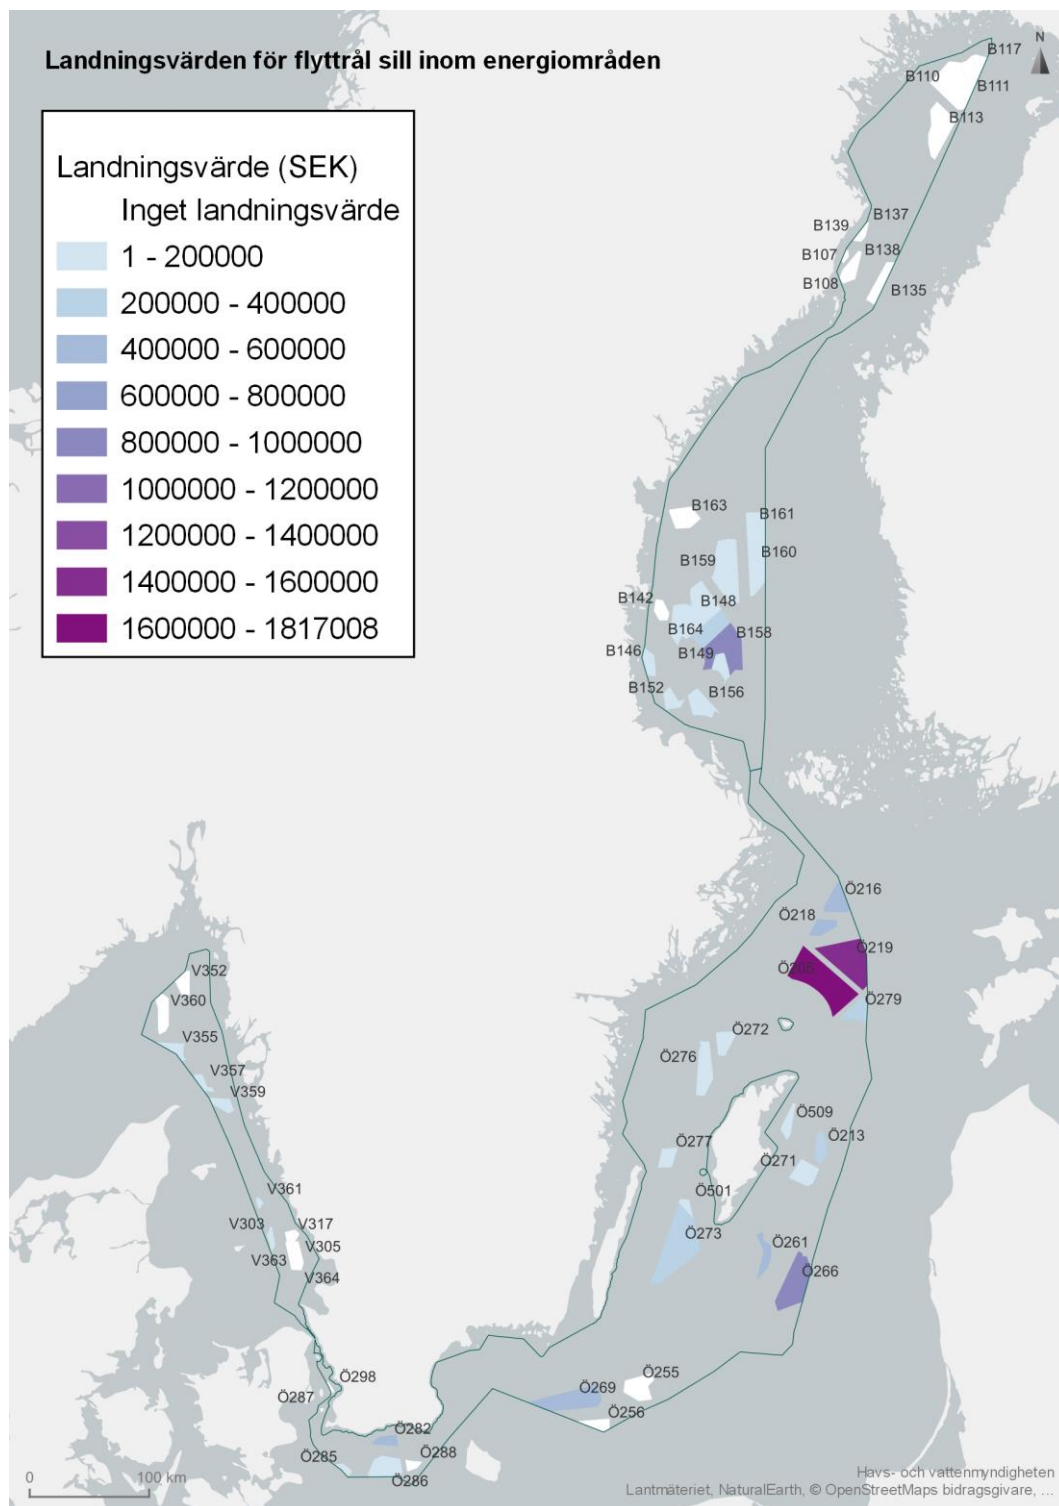 Landningsvärden för flyttrål sill inom energiområden
N
Landningsvärde (SEK)
Inget landningsvärde
1 - 200000
200000 - 400000
400000 - 600000
600000 - 800000
800000 - 1000000
1000000 - 1200000
1200000 - 1400000
1400000 - 1600000
1600000 - 1817008
B117
B110
B111
B113
B137
B139
B138
B107
B108
B135
B163
B161
B160
B159
B142
B148
B164
B158
B146
B149
B152
B156
Ö216
Ö218
Ö219
Ö279
V352
V360
V355
V357
V359
Ö272
Ö276
Ö509
Ö213
Ö277
Ö271
Ö501
V361
V303
V317
V305
V363
V364
Ö273
Ö261
Ö266
Ö255
Ö298
Ö287
Ö269
Ö256
Ö282
Ö285
Ö288
Ö286
0 100 km
Havs- och vattenmyndigheten
Lantmäteriet, NaturalEarth, © OpenStreetMaps bidragsgivare, ...